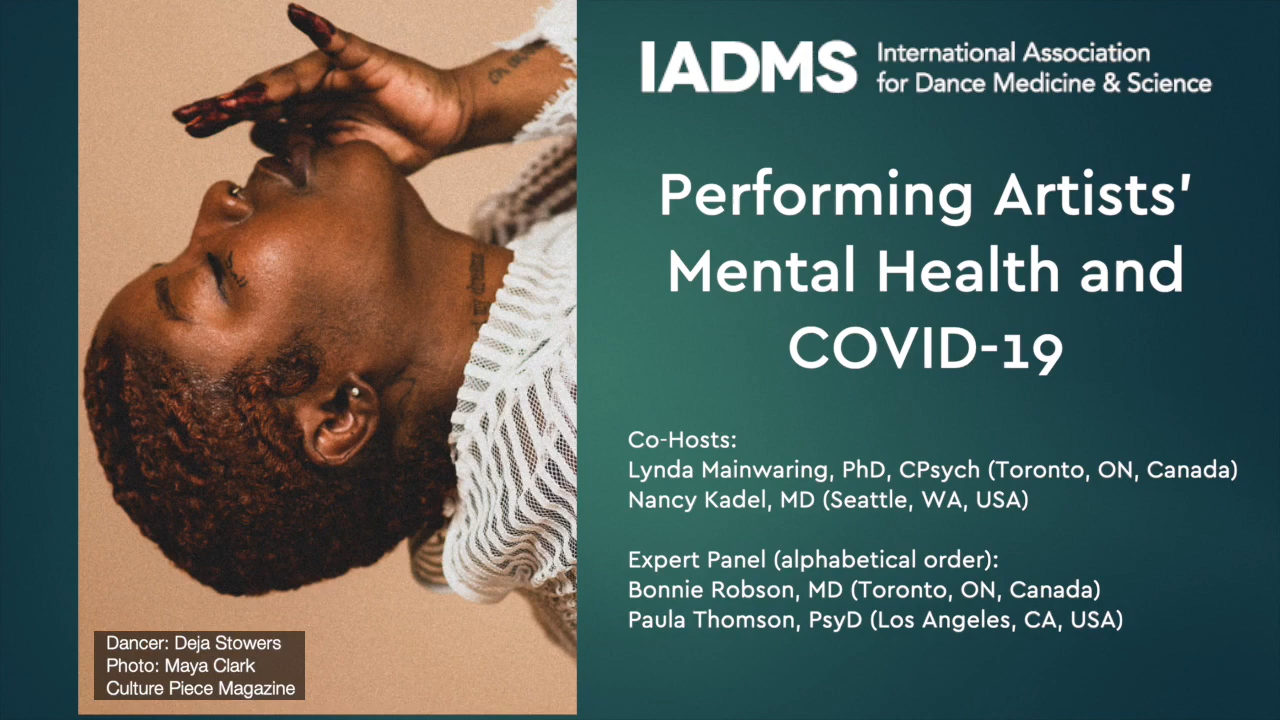 IADMS
International Association
for Dance Medicine & Science
Performing Artists'
Mental Health and
COVID-19
Co-Hosts:
Lynda Mainwaring, PhD, CPsych (Toronto, ON, Canada)
Nancy Kadel, MD (Seattle, WA, USA)
Expert Panel (alphabetical order):
Bonnie Robson, MD (Toronto, ON, Canada)
Paula Thomson, PsyD (Los Angeles, CA, USA)
Dancer: Deja Stowers
Photo: Maya Clark
Culture Piece Magazine